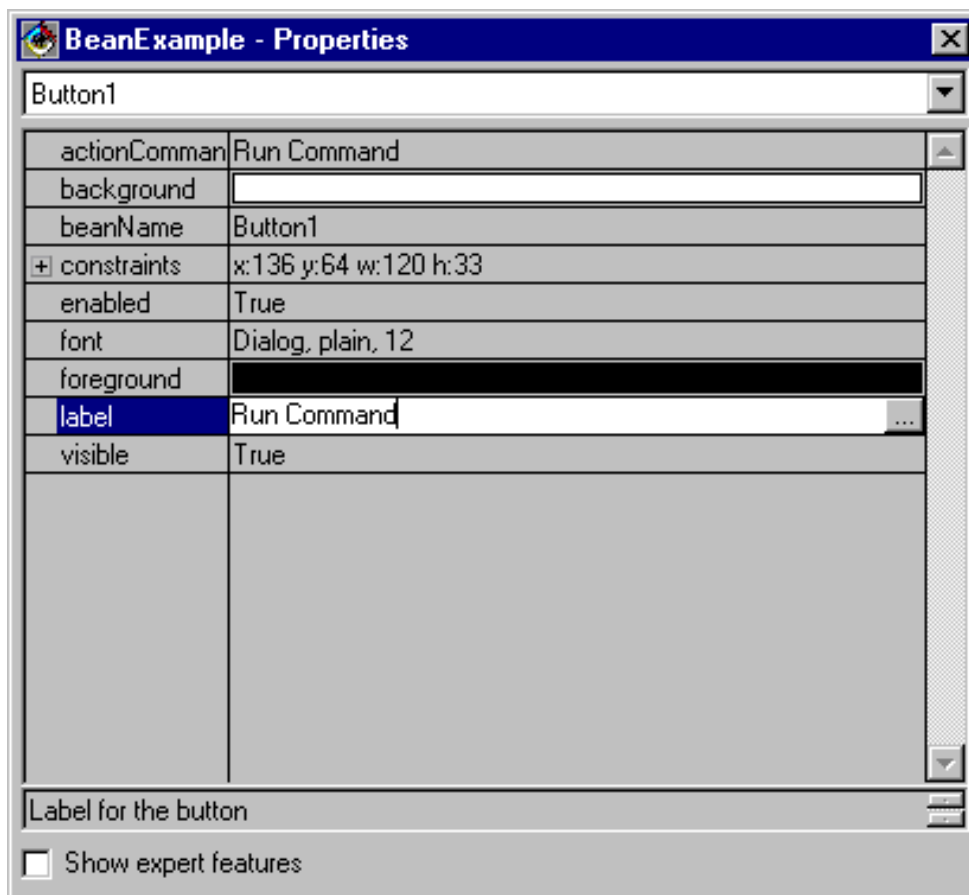 BeanExample - Properties
Button1
actionComman Run Command
background
beanName Button1
constraints x:136 y:64 w:120 h:33
enabled True
font Dialog, plain, 12
foreground
label Run Command ...
visible True
Label for the button
Show expert features